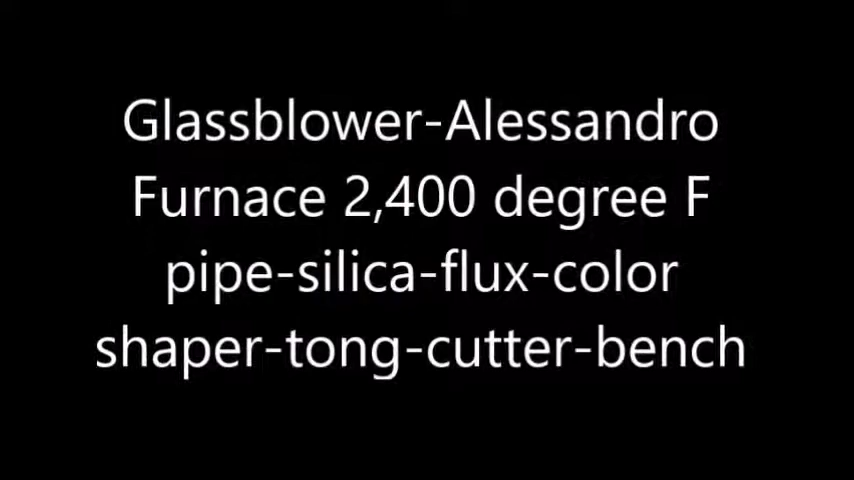 Glassblower-Alessandro
Furnace 2,400 degree F
pipe-silica-flux-color
shaper-tong-cutter-bench